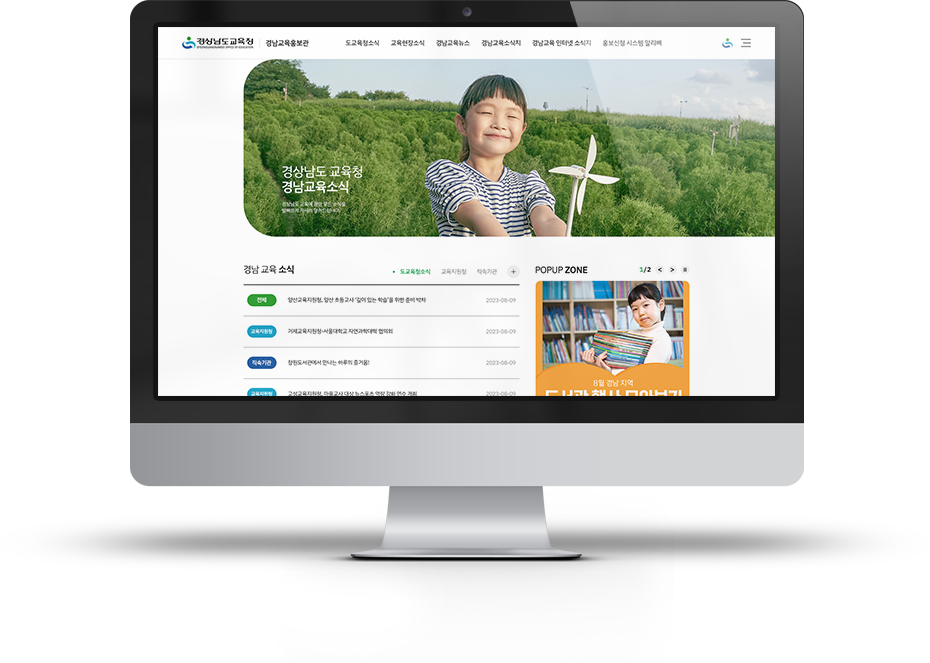 경상남도교육청 경남교육홍보관 도교육청소식 교육현장소식 경남교육뉴스 경남교육소식지 경남교육 인터넷 소식지 홍보신청 시스템 알리배
경상남도 교육청
경남교육소식
경남 교육 소식
도교육청소식 교육지원청 직속기관 +
전체 양산교육지원청, 양산 초등교사 '깊이 있는 학습'을 위한 준비 박차 2023-08-09
교육지원청 거제교육지원청-서울대학교 자연과학대학 협의회 2023-08-09
직속기관 창원도서관에서 만나는 하루의 즐거움! 2023-08-09
교육지원청 고성교육지원청, 마을교사 대상 뉴스포츠 역량 강화 연수 개최 2023-08-09
POPUP ZONE 1/2 < >
8월 경남 지역
도서관 행사 모아보기